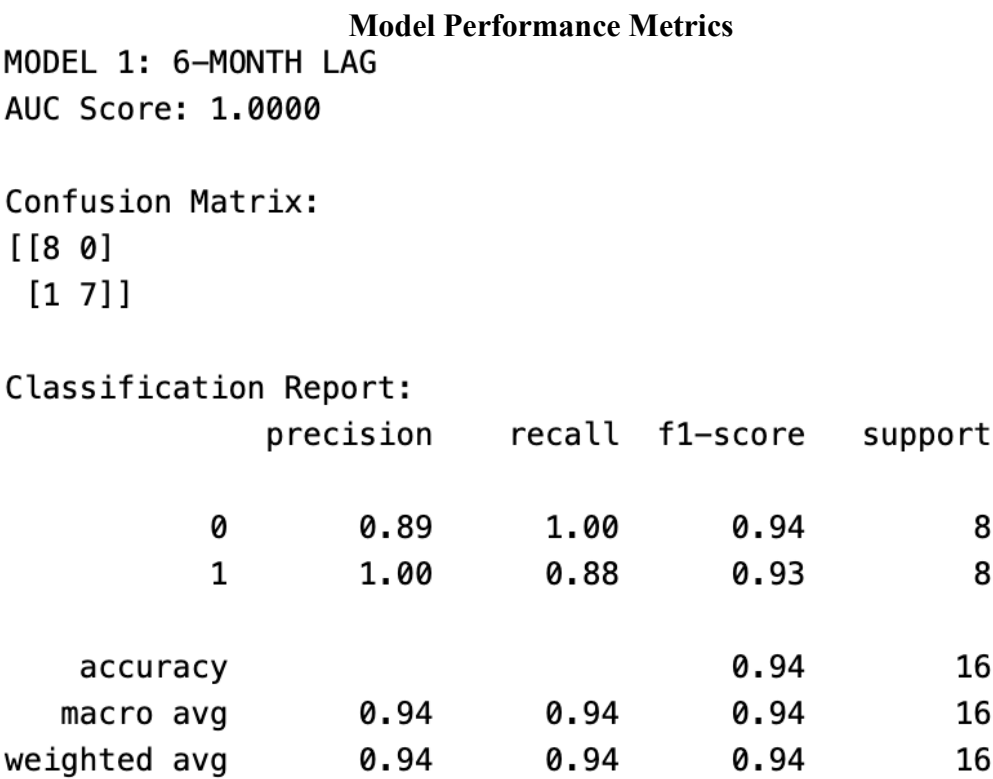 Model Performance Metrics
MODEL 1: 6-MONTH LAG
AUC Score: 1.0000
Confusion Matrix:
[[8 0]
 [1 7]]
Classification Report:
              precision    recall  f1-score   support
           0       0.89      1.00      0.94         8
           1       1.00      0.88      0.93         8
    accuracy                           0.94        16
   macro avg       0.94      0.94      0.94        16
weighted avg       0.94      0.94      0.94        16